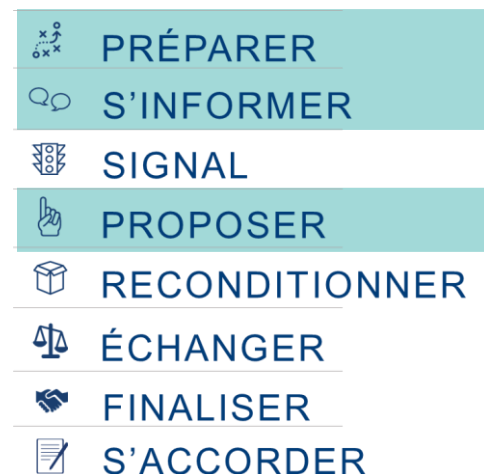 PRÉPARER
S'INFORMER
SIGNAL
PROPOSER
RECONDITIONNER
ÉCHANGER
FINALISER
S'ACCORDER